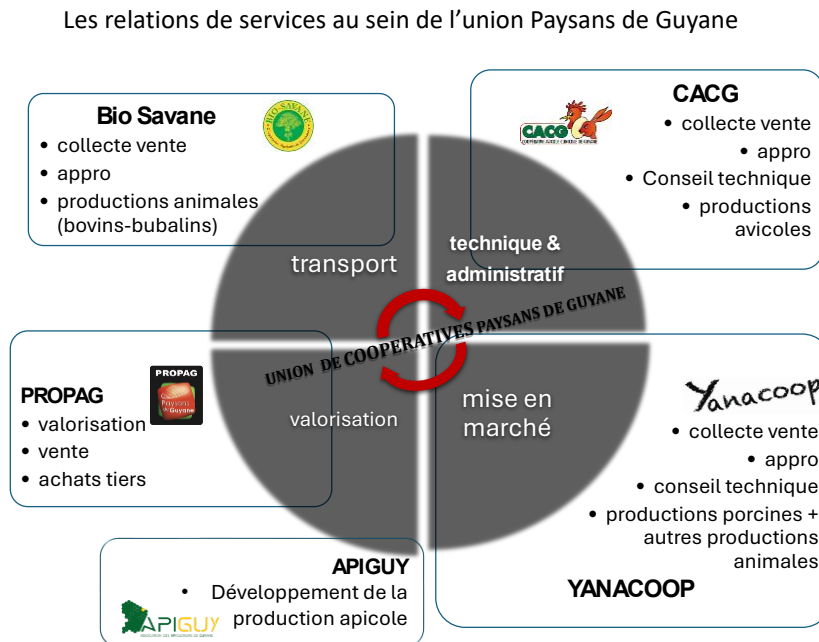 Les relations de services au sein de l’union Paysans de Guyane
Bio Savane
• collecte vente
• appro
• productions animales
(bovins-bubalins)
BIO-SAVANE
CACG
CACG
• collecte vente
• appro
• Conseil technique
• productions
avicoles
transport
technique &
administratif
UNION DE COOPERATIVES PAYSANS DE GUYANE
valorisation
mise en
marché
PROPAG
PROPAG
Paysans
de Guyane
• valorisation
• vente
• achats tiers
Yanacoop
• collecte vente
• appro
• conseil technique
• productions porcines +
autres productions
animales
YANACOOP
APIGUY
• Développement de la
production apicole
APIGUY